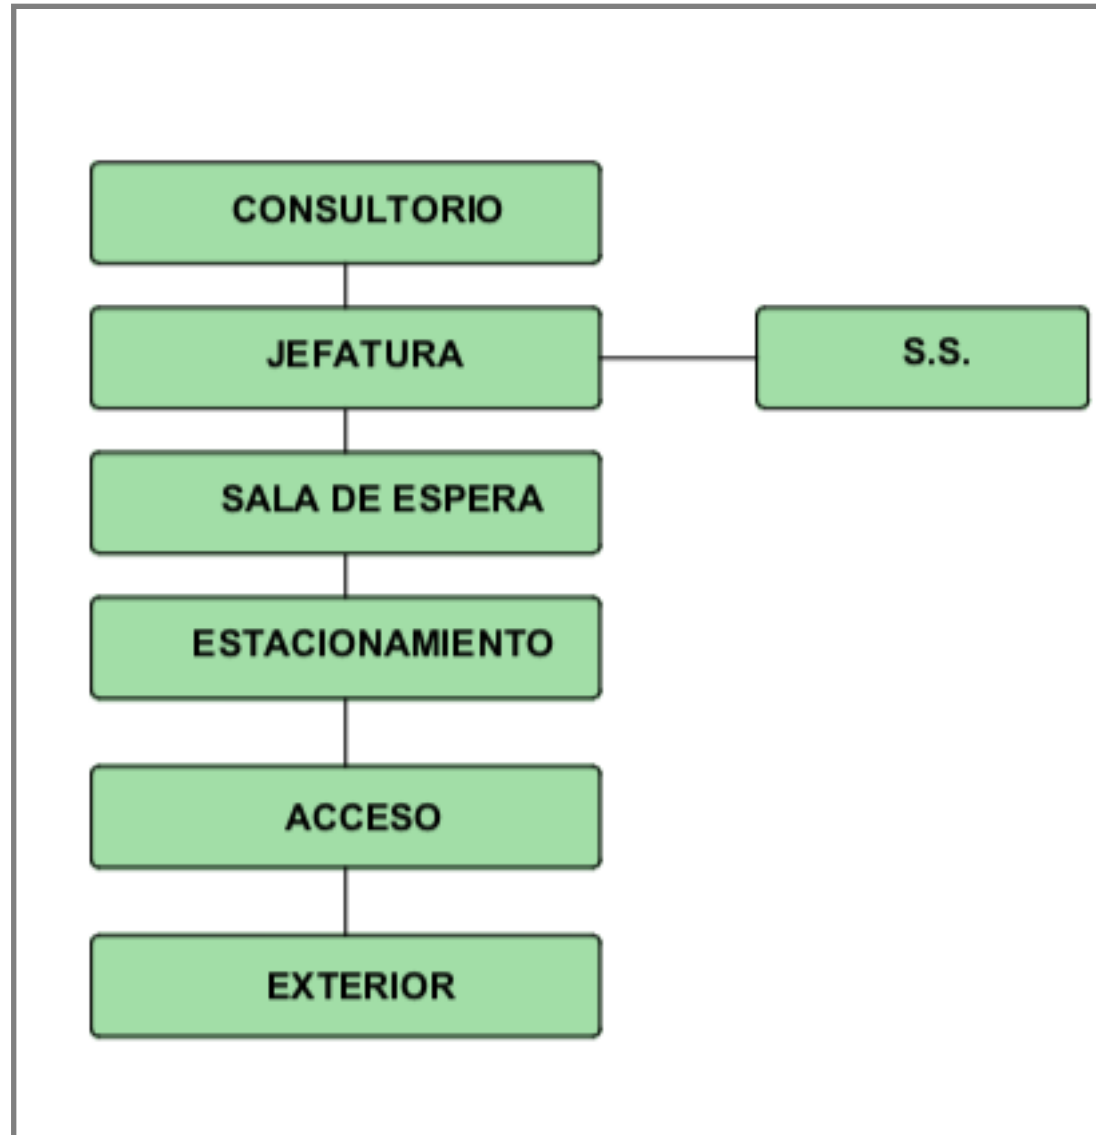 CONSULTORIO
JEFATURA
S.S.
SALA DE ESPERA
ESTACIONAMIENTO
ACCESO
EXTERIOR